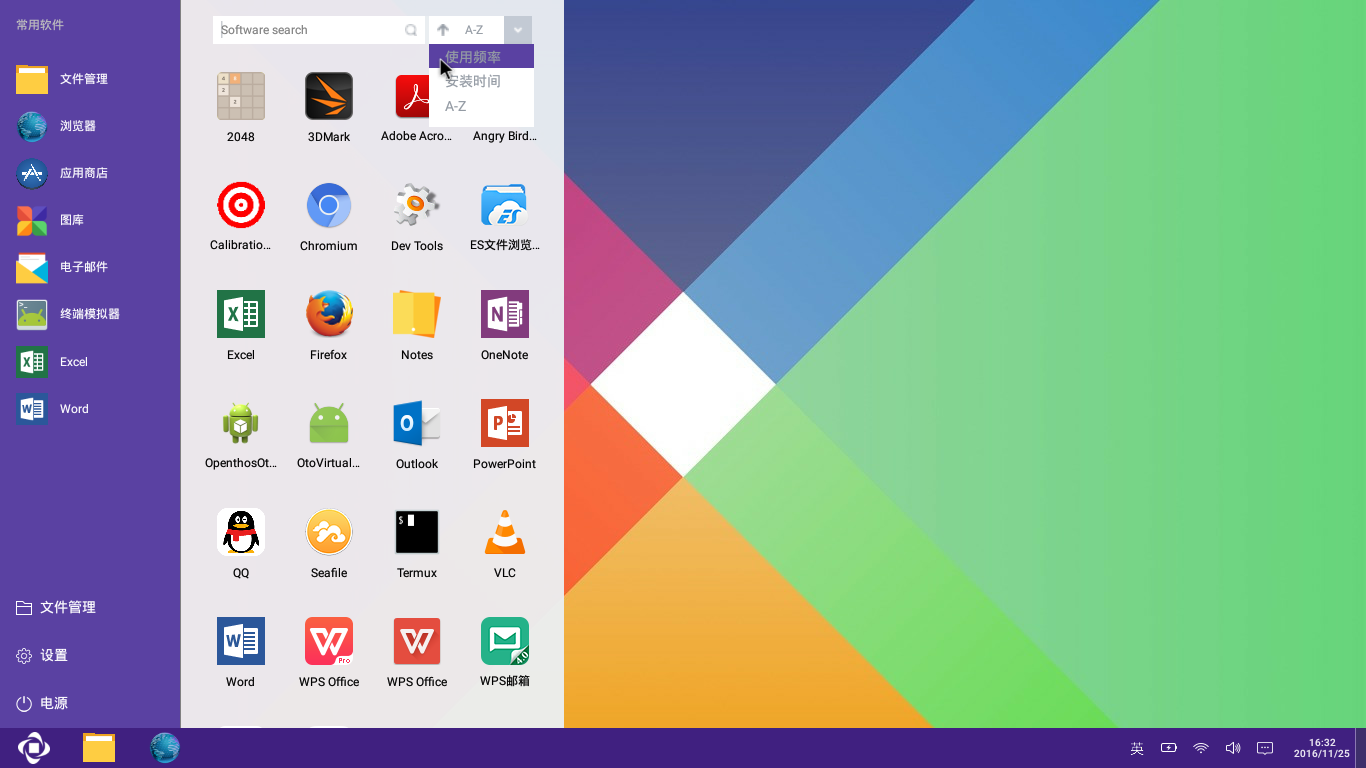 常用软件
文件管理
浏览器
应用商店
图库
电子邮件
终端模拟器
Excel
Word
文件管理
设置
电源
Software search
A-Z
使用频率
安装时间
A-Z
2048
3DMark
Adobe Acro...
Angry Bird...
Calibratio...
Chromium
Dev Tools
ES文件浏览...
Excel
Firefox
Notes
OneNote
OpenthosOt...
OtoVirtual...
Outlook
PowerPoint
QQ
Seafile
Termux
VLC
Word
WPS Office
WPS Office
WPS邮箱
英
16:32
2016/11/25